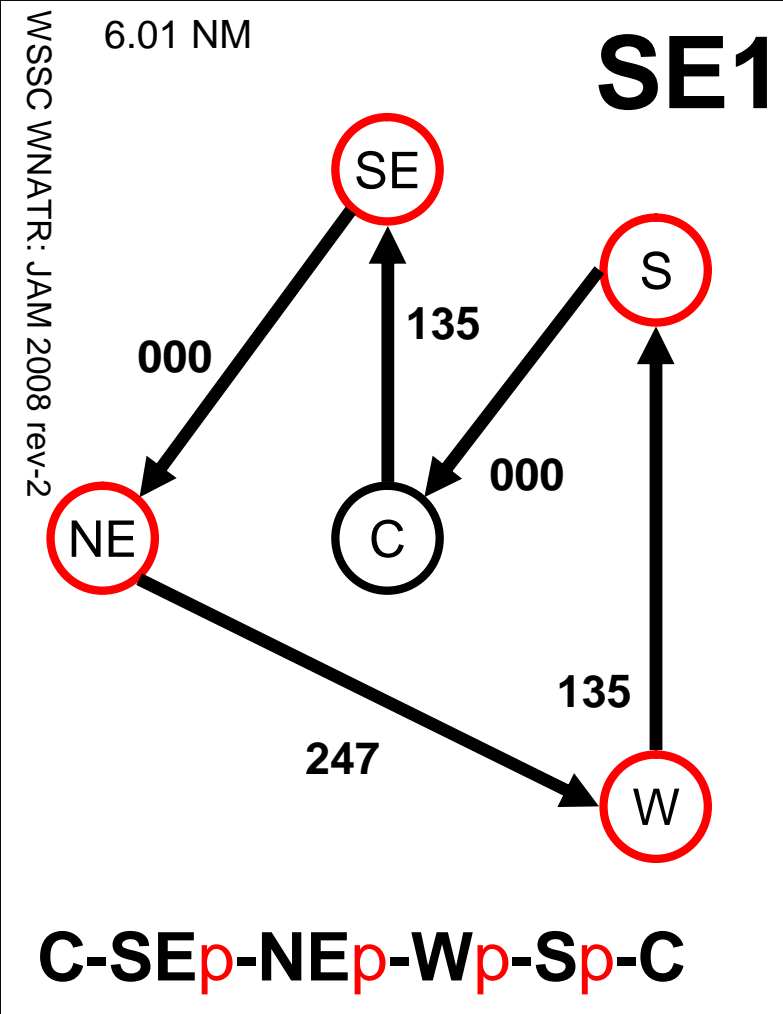 6.01 NM
SE1
WSSC WNATR: JAM 2008 rev-2
SE
S
135
000
000
NE
C
135
247
W
C-SEp-NEp-Wp-Sp-C